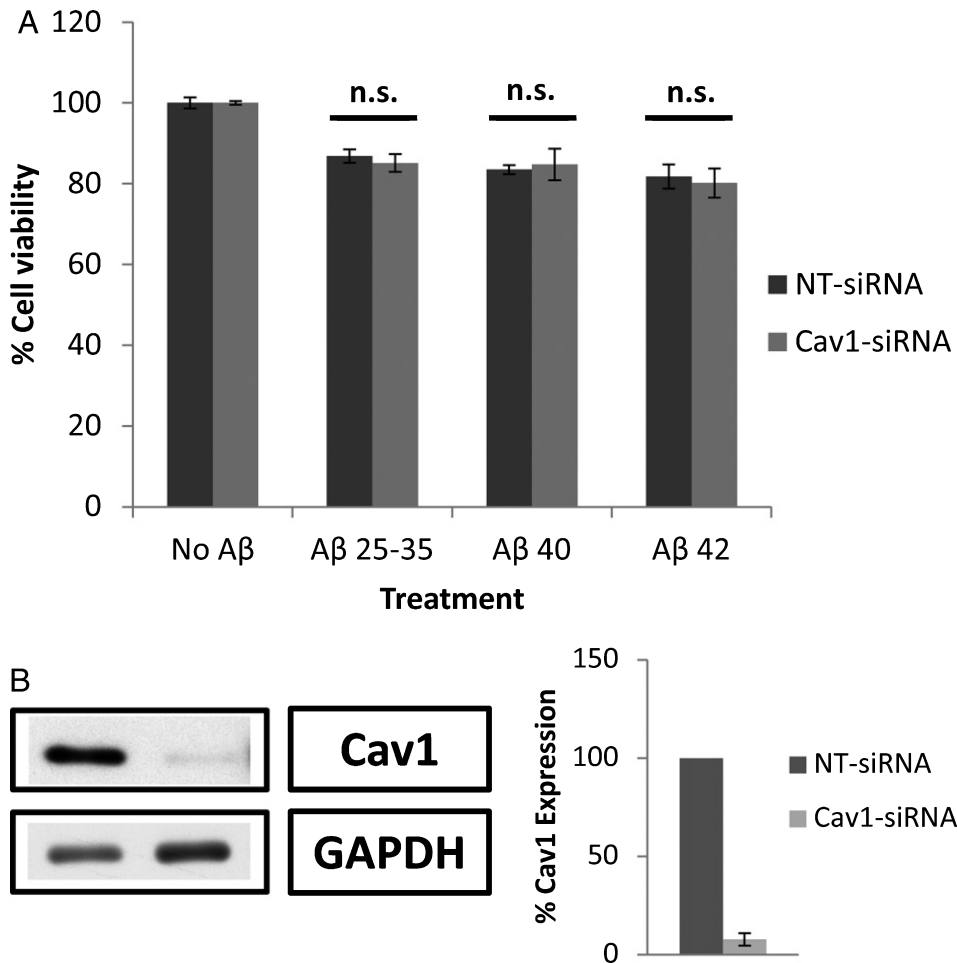 A
120
100
80
60
40
20
0
% Cell viability
n.s. n.s. n.s.
NT-siRNA
Cav1-siRNA
No Aβ Aβ 25-35 Aβ 40 Aβ 42
Treatment
B
Cav1
GAPDH
150
100
50
0
% Cav1 Expression
NT-siRNA
Cav1-siRNA